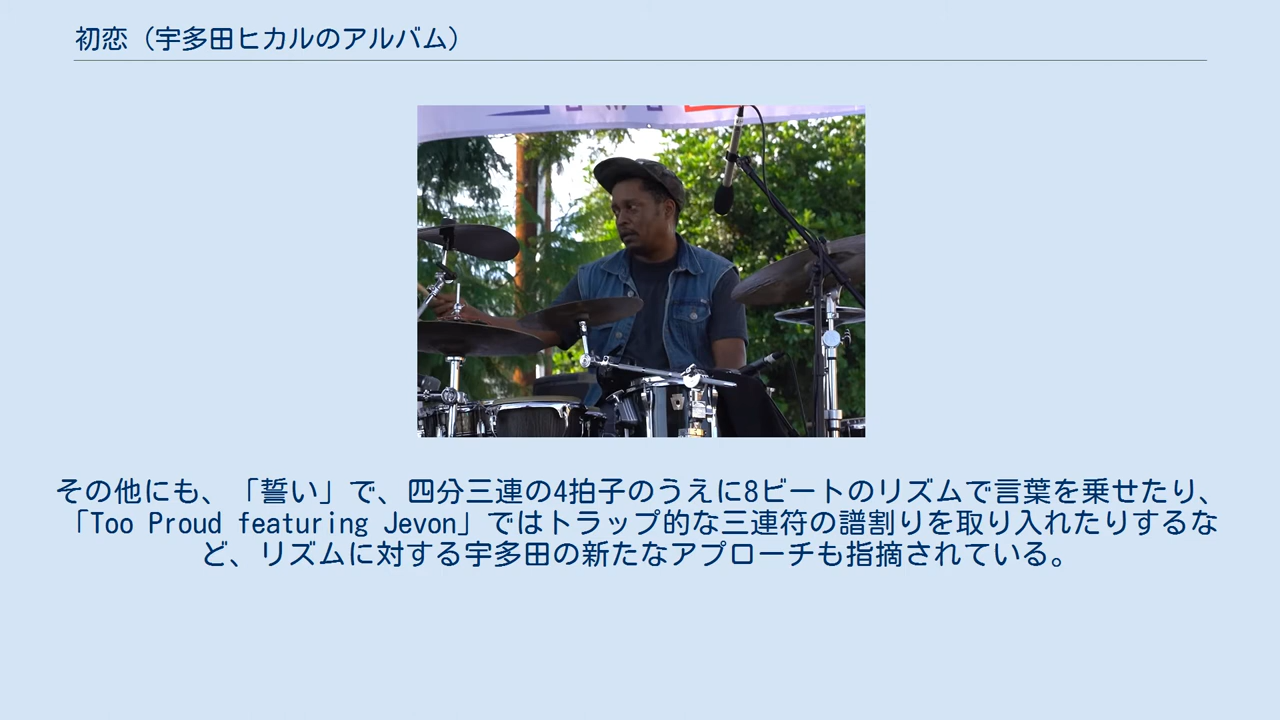 初恋（宇多田ヒカルのアルバム）
その他にも、「誓い」で、四分三連の4拍子のうえに8ビートのリズムで言葉を乗せたり、
「Too Proud featuring Jevon」ではトラップ的な三連符の譜割りを取り入れたりするな
ど、リズムに対する宇多田の新たなアプローチも指摘されている。